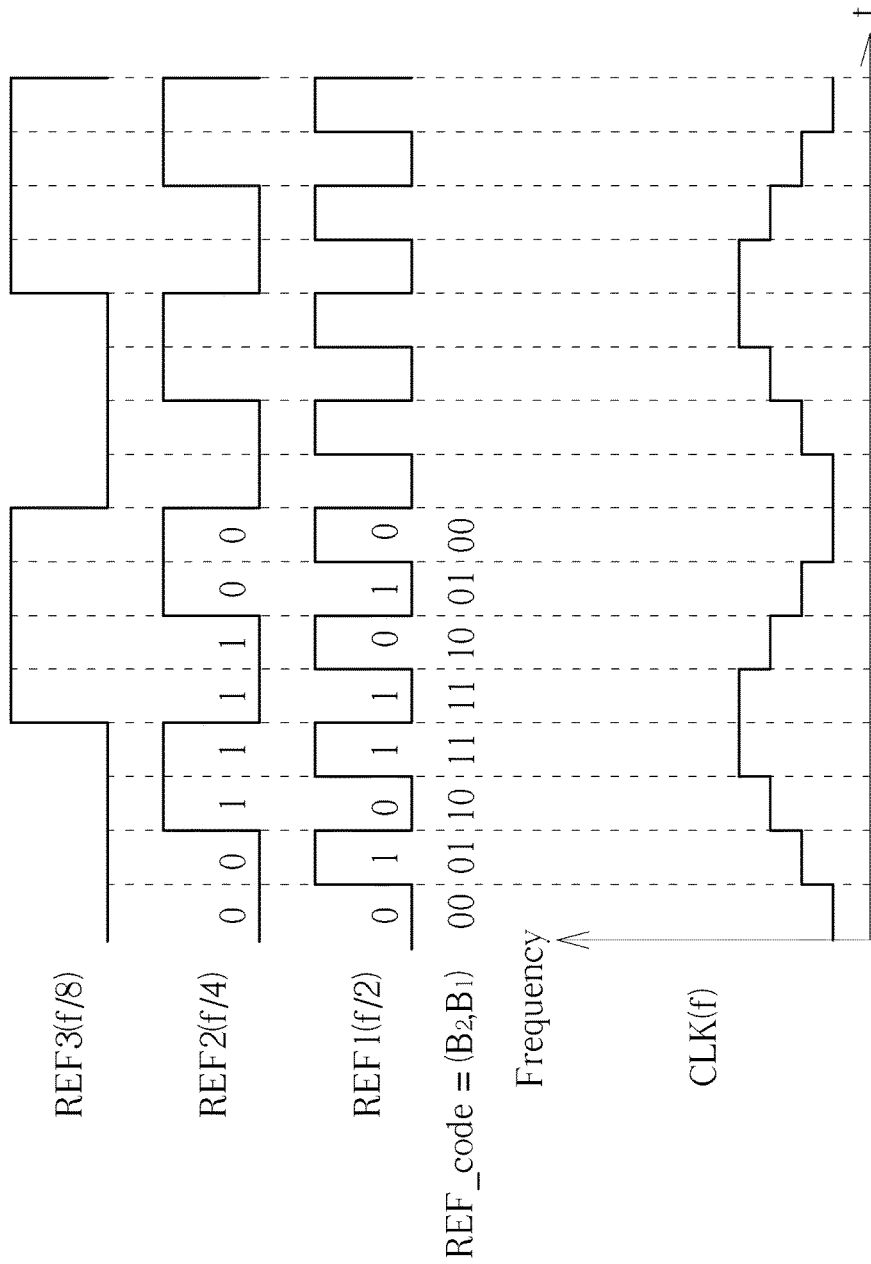 REF3(f/8)
REF2(f/4) 0 0 1 1 1 1 0 0
REF1(f/2) 0 1 0 1 1 0 1 0
REF_code = (B2,B1) 00 01 10 11 11 10 01 00
Frequency
CLK(f)
t